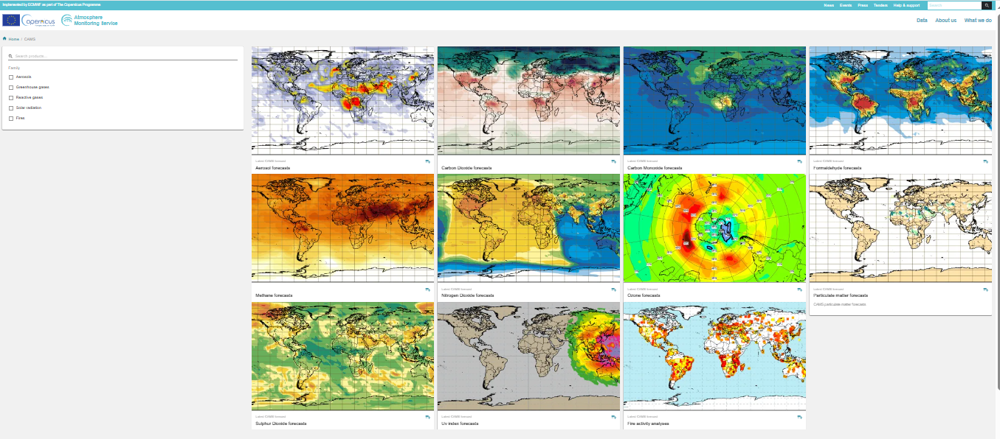 Implemented by ECMWF as part of The Copernicus Programme
News Events Press Tenders Help & support Search
Copernicus
Atmosphere
Monitoring Service
Data About us What we do
Home / CAMS
Search products...
Family
Aerosols
Greenhouse gases
Reactive gases
Solar radiation
Fires
Latest CAMS forecast
Aerosol forecasts
Latest CAMS forecast
Carbon Dioxide forecasts
Latest CAMS forecast
Carbon Monoxide forecasts
Latest CAMS forecast
Formaldehyde forecasts
Latest CAMS forecast
Methane forecasts
Latest CAMS forecast
Nitrogen Dioxide forecasts
Latest CAMS forecast
Ozone forecasts
Latest CAMS forecast
Particulate matter forecasts
CAMS particulate matter forecasts
Latest CAMS forecast
Sulphur Dioxide forecasts
Latest CAMS forecast
Uv index forecasts
Latest CAMS forecast
Fire activity analyses